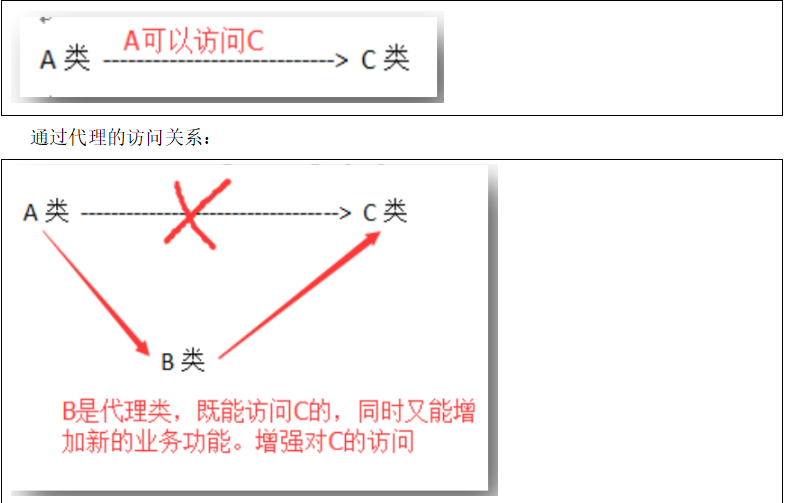 A可以访问C
A 类 ----------------------------> C 类
通过代理的访问关系：
A 类 ----------------------------------> C 类
B 类
B是代理类，既能访问C的，同时又能增
加新的业务功能。增强对C的访问